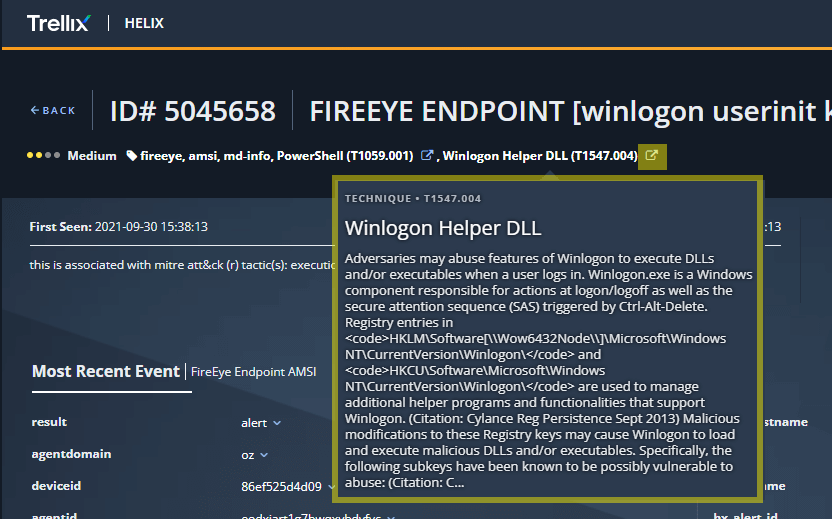 Trellix | HELIX
← BACK ID# 5045658 FIREEYE ENDPOINT [winlogon userinit k
Medium fireeye, amsi, md-info, PowerShell (T1059.001) , Winlogon Helper DLL (T1547.004)
TECHNIQUE • T1547.004
Winlogon Helper DLL
Adversaries may abuse features of Winlogon to execute DLLs
and/or executables when a user logs in. Winlogon.exe is a Windows
component responsible for actions at logon/logoff as well as the
secure attention sequence (SAS) triggered by Ctrl-Alt-Delete.
Registry entries in
<code>HKLM\Software[\\Wow6432Node\\]\Microsoft\Windows
NT\CurrentVersion\Winlogon\</code> and
<code>HKCU\Software\Microsoft\Windows
NT\CurrentVersion\Winlogon\</code> are used to manage
additional helper programs and functionalities that support
Winlogon. (Citation: Cylance Reg Persistence Sept 2013) Malicious
modifications to these Registry keys may cause Winlogon to load
and execute malicious DLLs and/or executables. Specifically, the
following subkeys have been known to be possibly vulnerable to
abuse: (Citation: C...
First Seen: 2021-09-30 15:38:13
:13
this is associated with mitre att&ck (r) tactic(s): executio
Most Recent Event | FireEye Endpoint AMSI
result alert
stname
agentdomain oz
deviceid 86ef525d4d09
me
agentid
hx_alert_id